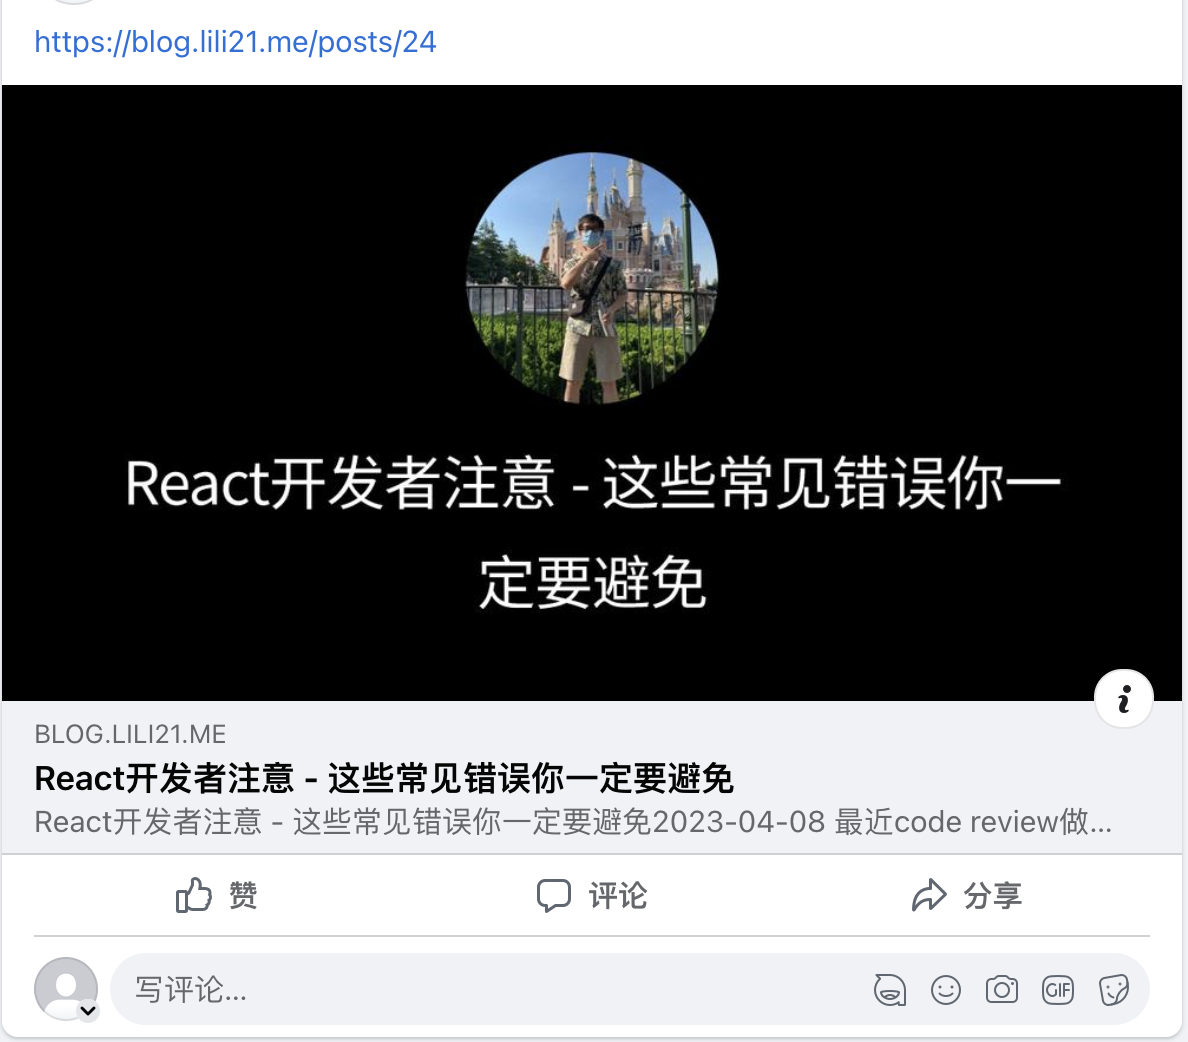 https://blog.lili21.me/posts/24
React开发者注意 - 这些常见错误你一
定要避免
BLOG.LILI21.ME
React开发者注意 - 这些常见错误你一定要避免
React开发者注意 - 这些常见错误你一定要避免2023-04-08 最近code review做...
赞
评论
分享
写评论...
GIF